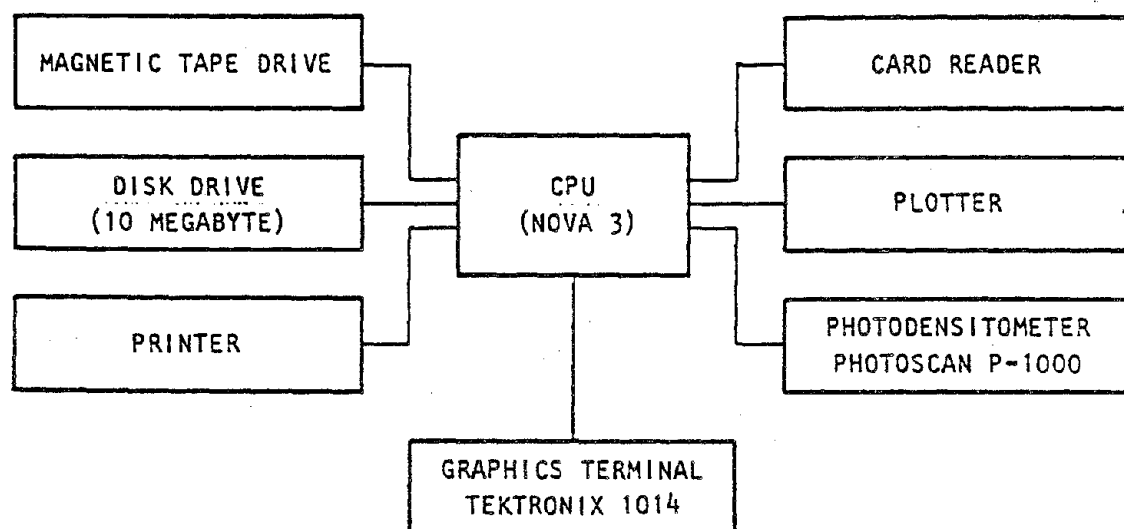 MAGNETIC TAPE DRIVE
CARD READER
DISK DRIVE
(10 MEGABYTE)
CPU
(NOVA 3)
PLOTTER
PRINTER
PHOTODENSITOMETER
PHOTOSCAN P-1000
GRAPHICS TERMINAL
TEKTRONIX 1014